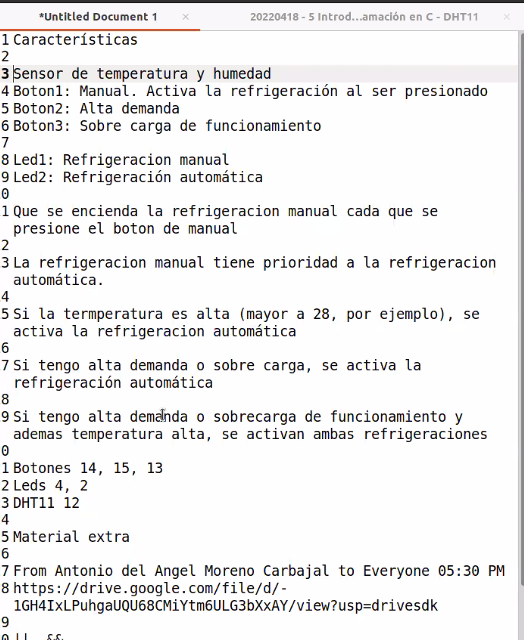 *Untitled Document 1 × 20220418 - 5 Introd...amación en C - DHT11 ×
1 Características
2
3 Sensor de temperatura y humedad
4 Boton1: Manual. Activa la refrigeración al ser presionado
5 Boton2: Alta demanda
6 Boton3: Sobre carga de funcionamiento
7
8 Led1: Refrigeracion manual
9 Led2: Refrigeración automática
0
1 Que se encienda la refrigeracion manual cada que se
presione el boton de manual
2
3 La refrigeracion manual tiene prioridad a la refrigeracion
automática.
4
5 Si la termperatura es alta (mayor a 28, por ejemplo), se
activa la refrigeracion automática
6
7 Si tengo alta demanda o sobre carga, se activa la
refrigeración automática
8
9 Si tengo alta demanda o sobrecarga de funcionamiento y
ademas temperatura alta, se activan ambas refrigeraciones
0
1 Botones 14, 15, 13
2 Leds 4, 2
3 DHT11 12
4
5 Material extra
6
7 From Antonio del Angel Moreno Carbajal to Everyone 05:30 PM
8 https://drive.google.com/file/d/-
1GH4IxLPuhgaUQU68CMiYtm6ULG3bXxAY/view?usp=drivesdk
9
0 || &&